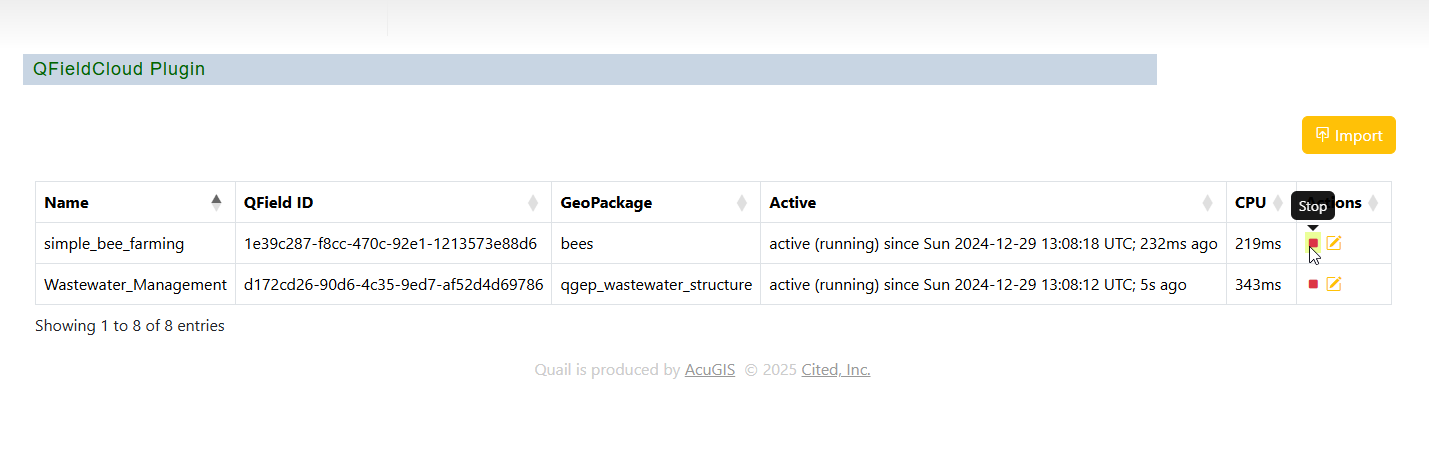 QFieldCloud Plugin
Import
Stop
Name QField ID GeoPackage Active CPU Actions
simple_bee_farming 1e39c287-f8cc-470c-92e1-1213573e88d6 bees active (running) since Sun 2024-12-29 13:08:18 UTC; 232ms ago 219ms
Wastewater_Management d172cd26-90d6-4c35-9ed7-af52d4d69786 qgep_wastewater_structure active (running) since Sun 2024-12-29 13:08:12 UTC; 5s ago 343ms
Showing 1 to 8 of 8 entries
Quail is produced by AcuGIS © 2025 Cited, Inc.